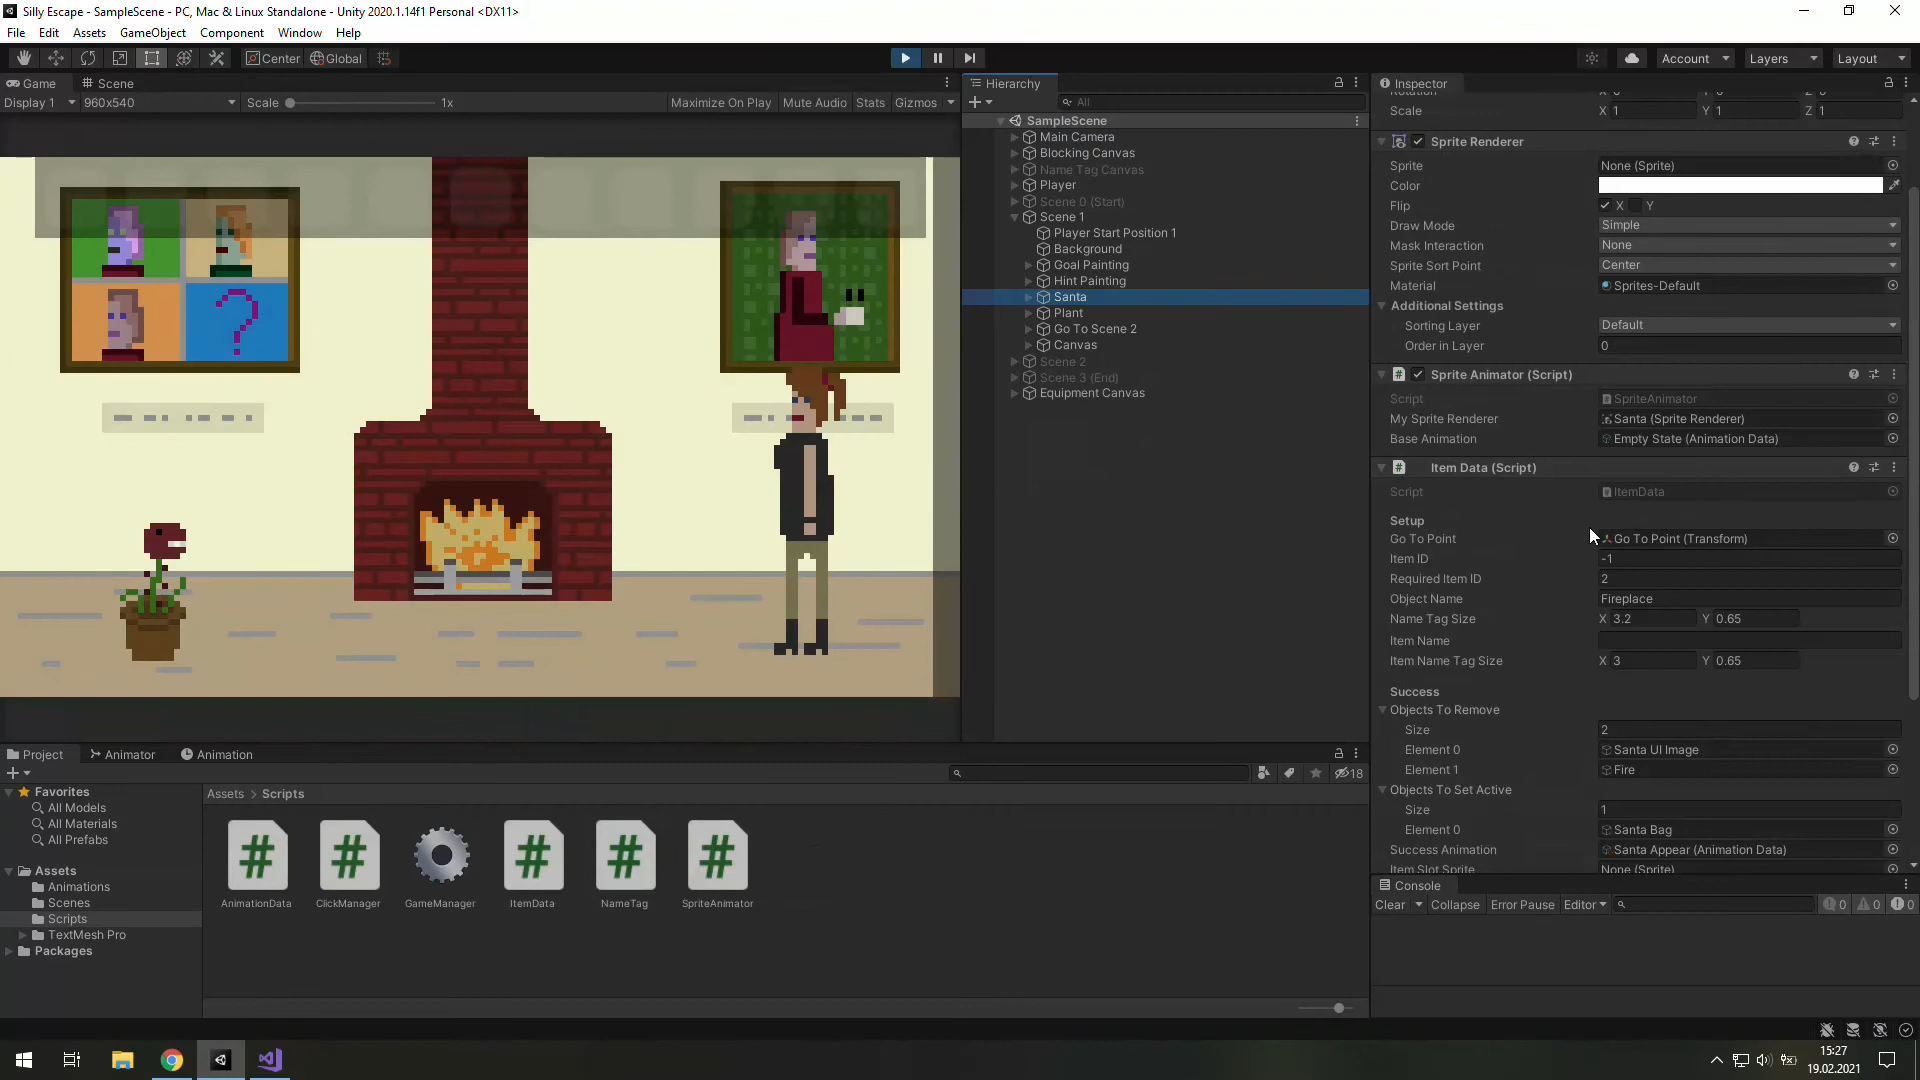 Silly Escape - SampleScene - PC, Mac & Linux Standalone - Unity 2020.1.14f1 Personal <DX11>
File Edit Assets GameObject Component Window Help
Center Global
Account Layers Layout
Game Scene
Display 1 960x540 Scale 1x Maximize On Play Mute Audio Stats Gizmos
Hierarchy
All
SampleScene
Main Camera
Blocking Canvas
Name Tag Canvas
Player
Scene 0 (Start)
Scene 1
Player Start Position 1
Background
Goal Painting
Hint Painting
Santa
Plant
Go To Scene 2
Canvas
Scene 2
Scene 3 (End)
Equipment Canvas
Inspector
Scale X 1 Y 1 Z 1
Sprite Renderer
Sprite None (Sprite)
Color
Flip X Y
Draw Mode Simple
Mask Interaction None
Sprite Sort Point Center
Material Sprites-Default
Additional Settings
Sorting Layer Default
Order in Layer 0
Sprite Animator (Script)
Script SpriteAnimator
My Sprite Renderer Santa (Sprite Renderer)
Base Animation Empty State (Animation Data)
Item Data (Script)
Script ItemData
Setup
Go To Point Go To Point (Transform)
Item ID -1
Required Item ID 2
Object Name Fireplace
Name Tag Size X 3.2 Y 0.65
Item Name
Item Name Tag Size X 3 Y 0.65
Success
Objects To Remove
Size 2
Element 0 Santa UI Image
Element 1 Fire
Objects To Set Active
Size 1
Element 0 Santa Bag
Success Animation Santa Appear (Animation Data)
Item Slot Sprite None (Sprite)
Project Animator Animation
18
Favorites
All Models
All Materials
All Prefabs
Assets
Animations
Scenes
Scripts
TextMesh Pro
Packages
Assets > Scripts
AnimationData ClickManager GameManager ItemData NameTag SpriteAnimator
Console
Clear Collapse Error Pause Editor 0 0 0
15:27
19.02.2021